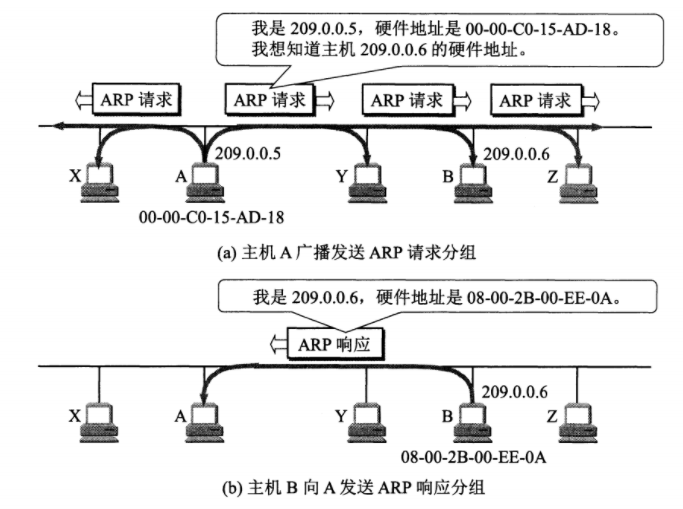 我是 209.0.0.5，硬件地址是 00-00-C0-15-AD-18。
我想知道主机 209.0.0.6 的硬件地址。
ARP 请求
ARP 请求
ARP 请求
ARP 请求
209.0.0.5
209.0.0.6
X
A
Y
B
Z
00-00-C0-15-AD-18
(a) 主机 A 广播发送 ARP 请求分组
我是 209.0.0.6，硬件地址是 08-00-2B-00-EE-0A。
ARP 响应
209.0.0.6
X
A
Y
B
Z
08-00-2B-00-EE-0A
(b) 主机 B 向 A 发送 ARP 响应分组